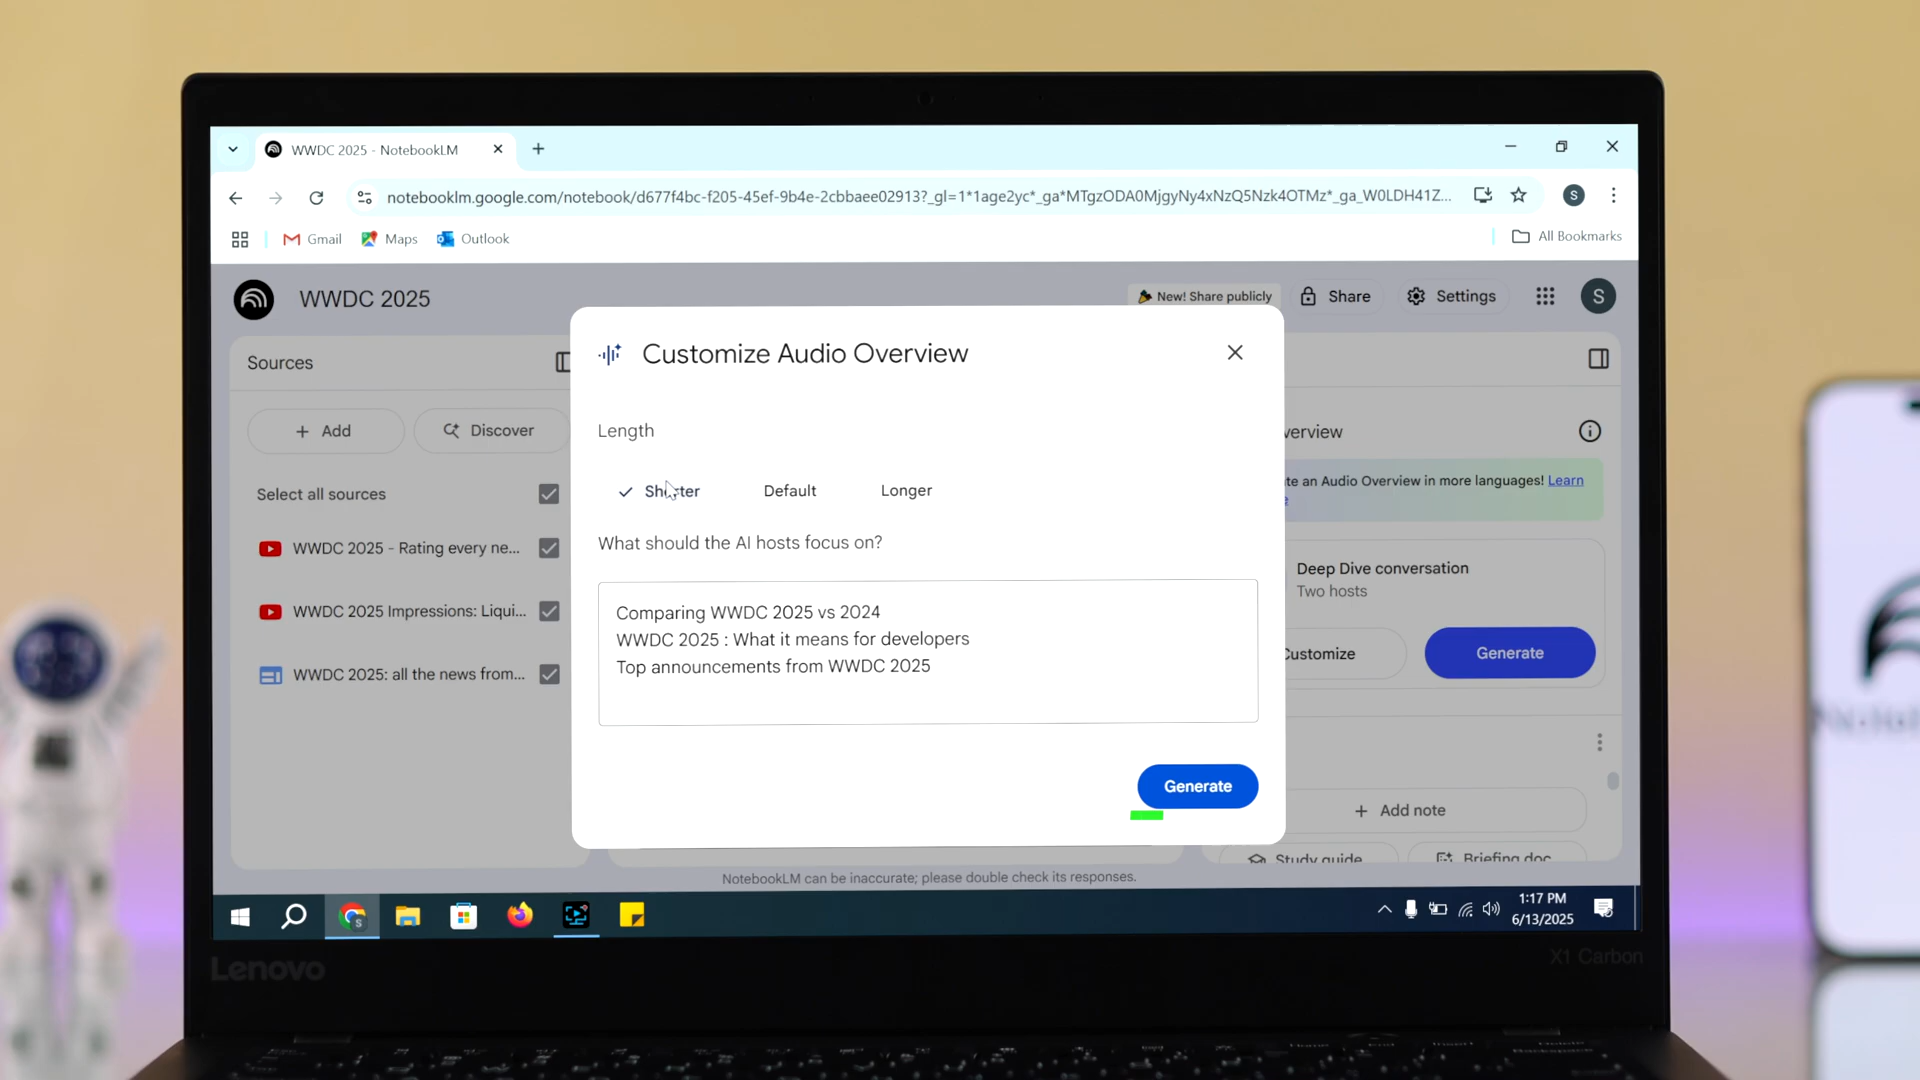 WWDC 2025 - NotebookLM
notebooklm.google.com/notebook/d677f4bc-f205-45ef-9b4e-2cbbaee02913?_gl=1*1age2yc*_ga*MTgzODA0MjgyNy4xNzQ5Nzk4OTMz*_ga_W0LDH41Z...
S
Gmail
Maps
Outlook
All Bookmarks
WWDC 2025
New! Share publicly
Share
Settings
S
Sources
Add
Discover
Select all sources
WWDC 2025 - Rating every ne...
WWDC 2025 Impressions: Liqui...
WWDC 2025: all the news from...
Customize Audio Overview
Length
Shorter
Default
Longer
What should the AI hosts focus on?
Comparing WWDC 2025 vs 2024
WWDC 2025 : What it means for developers
Top announcements from WWDC 2025
Generate
verview
te an Audio Overview in more languages! Learn
Deep Dive conversation
Two hosts
Customize
Generate
Add note
Study guide
Briefing doc
NotebookLM can be inaccurate; please double check its responses.
1:17 PM
6/13/2025
Lenovo
X1 Carbon